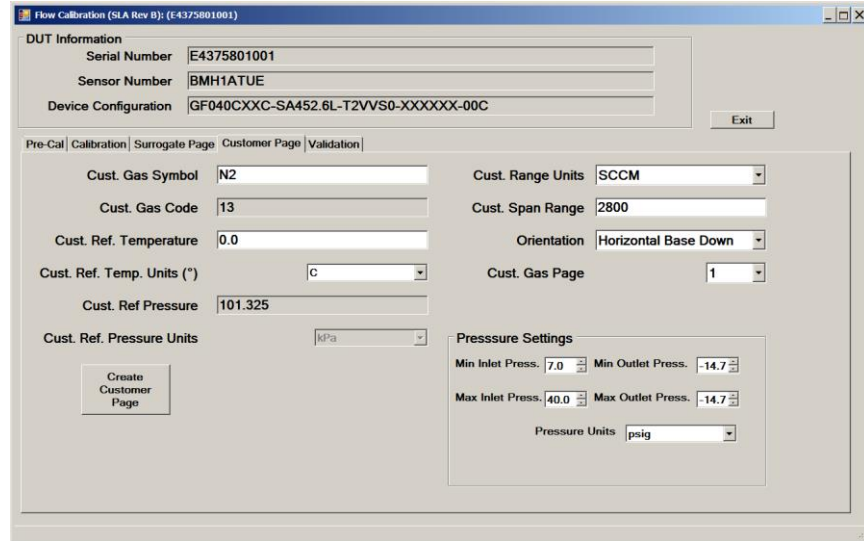 Flow Calibration (SLA Rev B): (E4375801001)
DUT Information
Serial Number E4375801001
Sensor Number BMH1ATUE
Device Configuration GF040CXXC-SA452.6L-T2VVS0-XXXXXX-00C
Exit
Pre-Cal Calibration Surrogate Page Customer Page Validation
Cust. Gas Symbol N2
Cust. Gas Code 13
Cust. Ref. Temperature 0.0
Cust. Ref. Temp. Units (°) C
Cust. Ref Pressure 101.325
Cust. Ref. Pressure Units kPa
Create
Customer
Page
Cust. Range Units SCCM
Cust. Span Range 2800
Orientation Horizontal Base Down
Cust. Gas Page 1
Presssure Settings
Min Inlet Press. 7.0 Min Outlet Press. -14.7
Max Inlet Press. 40.0 Max Outlet Press. -14.7
Pressure Units psig